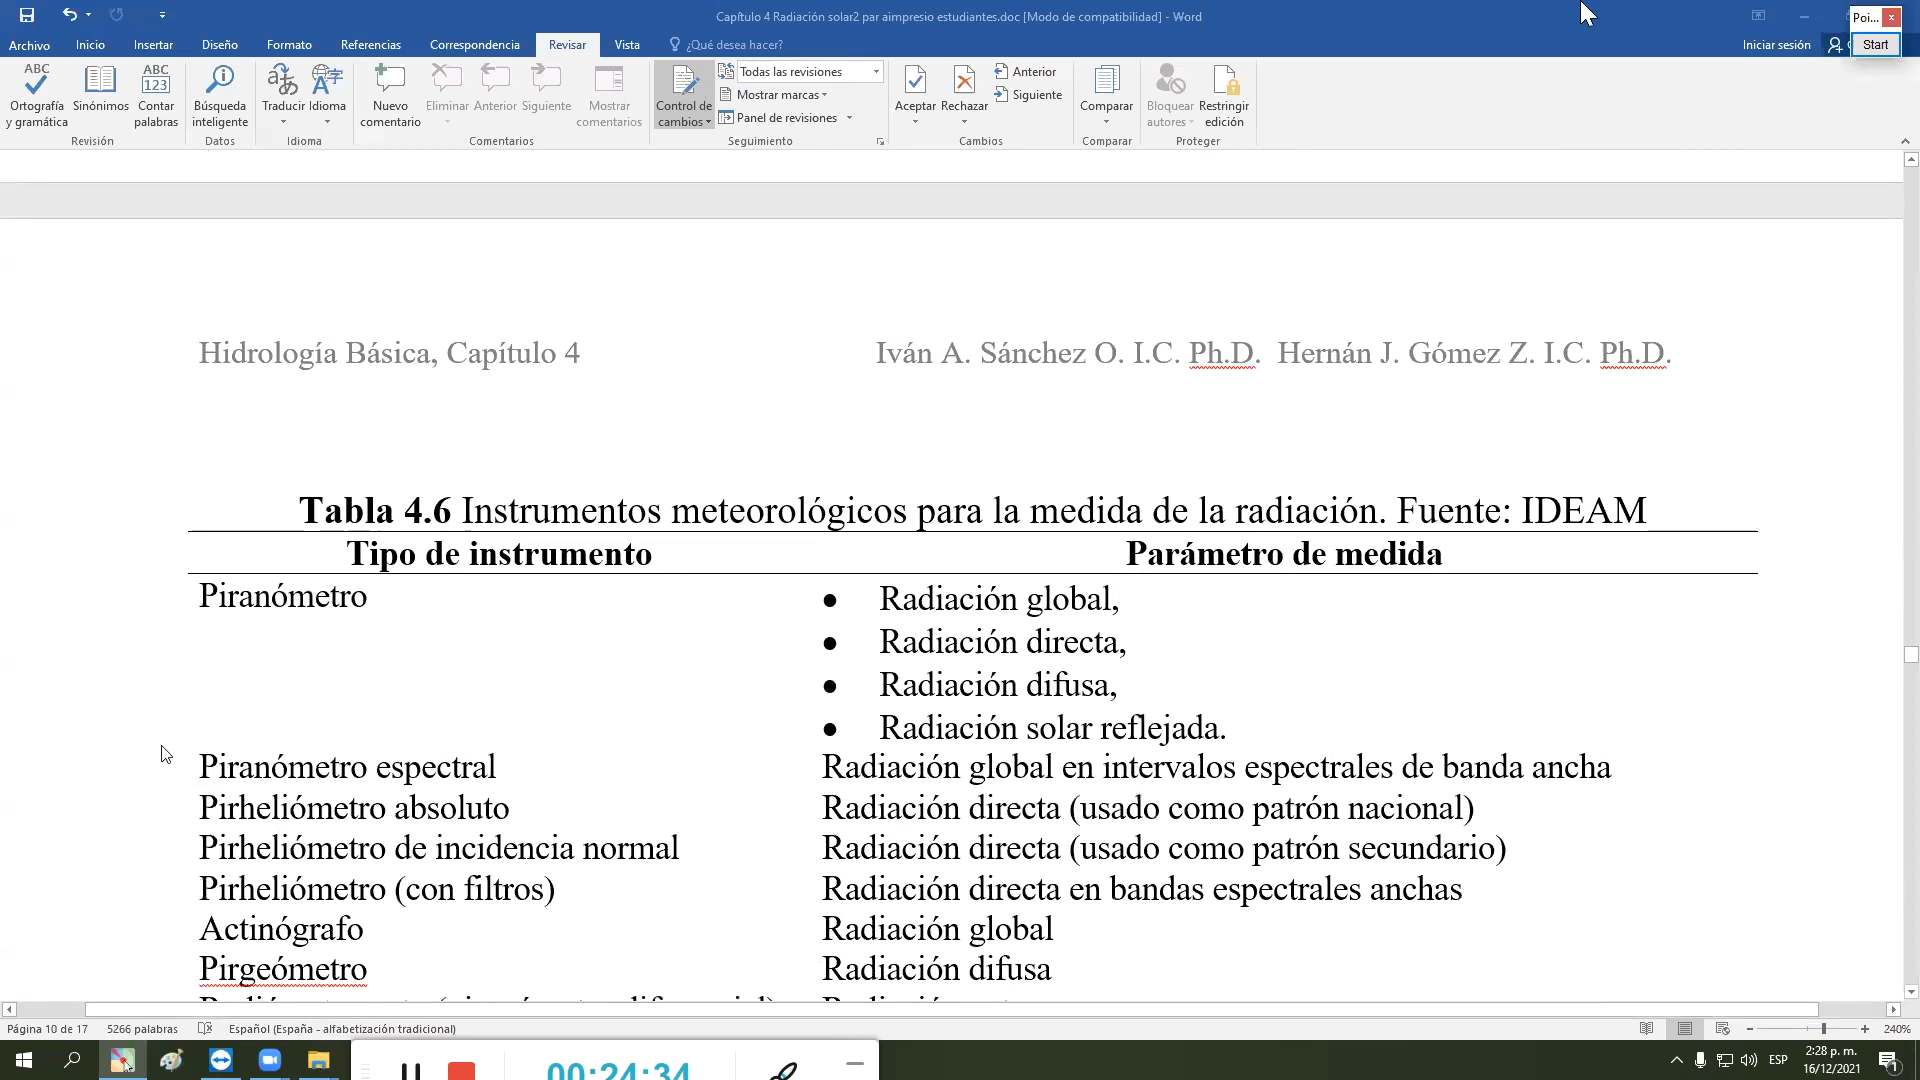 Capítulo 4 Radiación solar2 par aimpresio estudiantes.doc [Modo de compatibilidad] - Word
Poi...
Archivo Inicio Insertar Diseño Formato Referencias Correspondencia Revisar Vista ¿Qué desea hacer? Iniciar sesión Start
ABC ABC 123
Ortografía y gramática
Sinónimos
Contar palabras
Búsqueda inteligente
Traducir Idioma
Nuevo comentario
Eliminar Anterior Siguiente
Mostrar comentarios
Control de cambios
Todas las revisiones
Mostrar marcas
Panel de revisiones
Aceptar Rechazar
Anterior
Siguiente
Comparar
Bloquear autores
Restringir edición
Revisión Datos Idioma Comentarios Seguimiento Cambios Comparar Proteger
Hidrología Básica, Capítulo 4 Iván A. Sánchez O. I.C. Ph.D. Hernán J. Gómez Z. I.C. Ph.D.
Tabla 4.6 Instrumentos meteorológicos para la medida de la radiación. Fuente: IDEAM
Tipo de instrumento Parámetro de medida
Piranómetro • Radiación global,
• Radiación directa,
• Radiación difusa,
• Radiación solar reflejada.
Piranómetro espectral Radiación global en intervalos espectrales de banda ancha
Pirheliómetro absoluto Radiación directa (usado como patrón nacional)
Pirheliómetro de incidencia normal Radiación directa (usado como patrón secundario)
Pirheliómetro (con filtros) Radiación directa en bandas espectrales anchas
Actinógrafo Radiación global
Pirgeómetro Radiación difusa
Página 10 de 17 5266 palabras Español (España - alfabetización tradicional) 240%
00:24:34
ESP
2:28 p. m.
16/12/2021
1